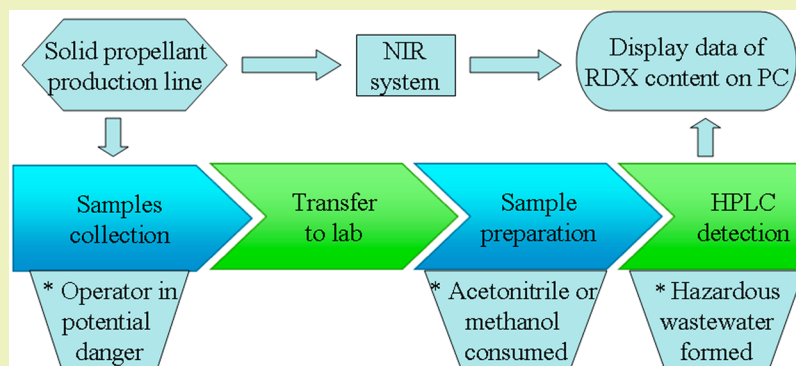 Solid propellant
production line
NIR
system
Display data of
RDX content on PC
Samples
collection
Transfer
to lab
Sample
preparation
HPLC
detection
* Operator in
potential
danger
* Acetonitrile or
methanol
consumed
* Hazardous
wastewater
formed